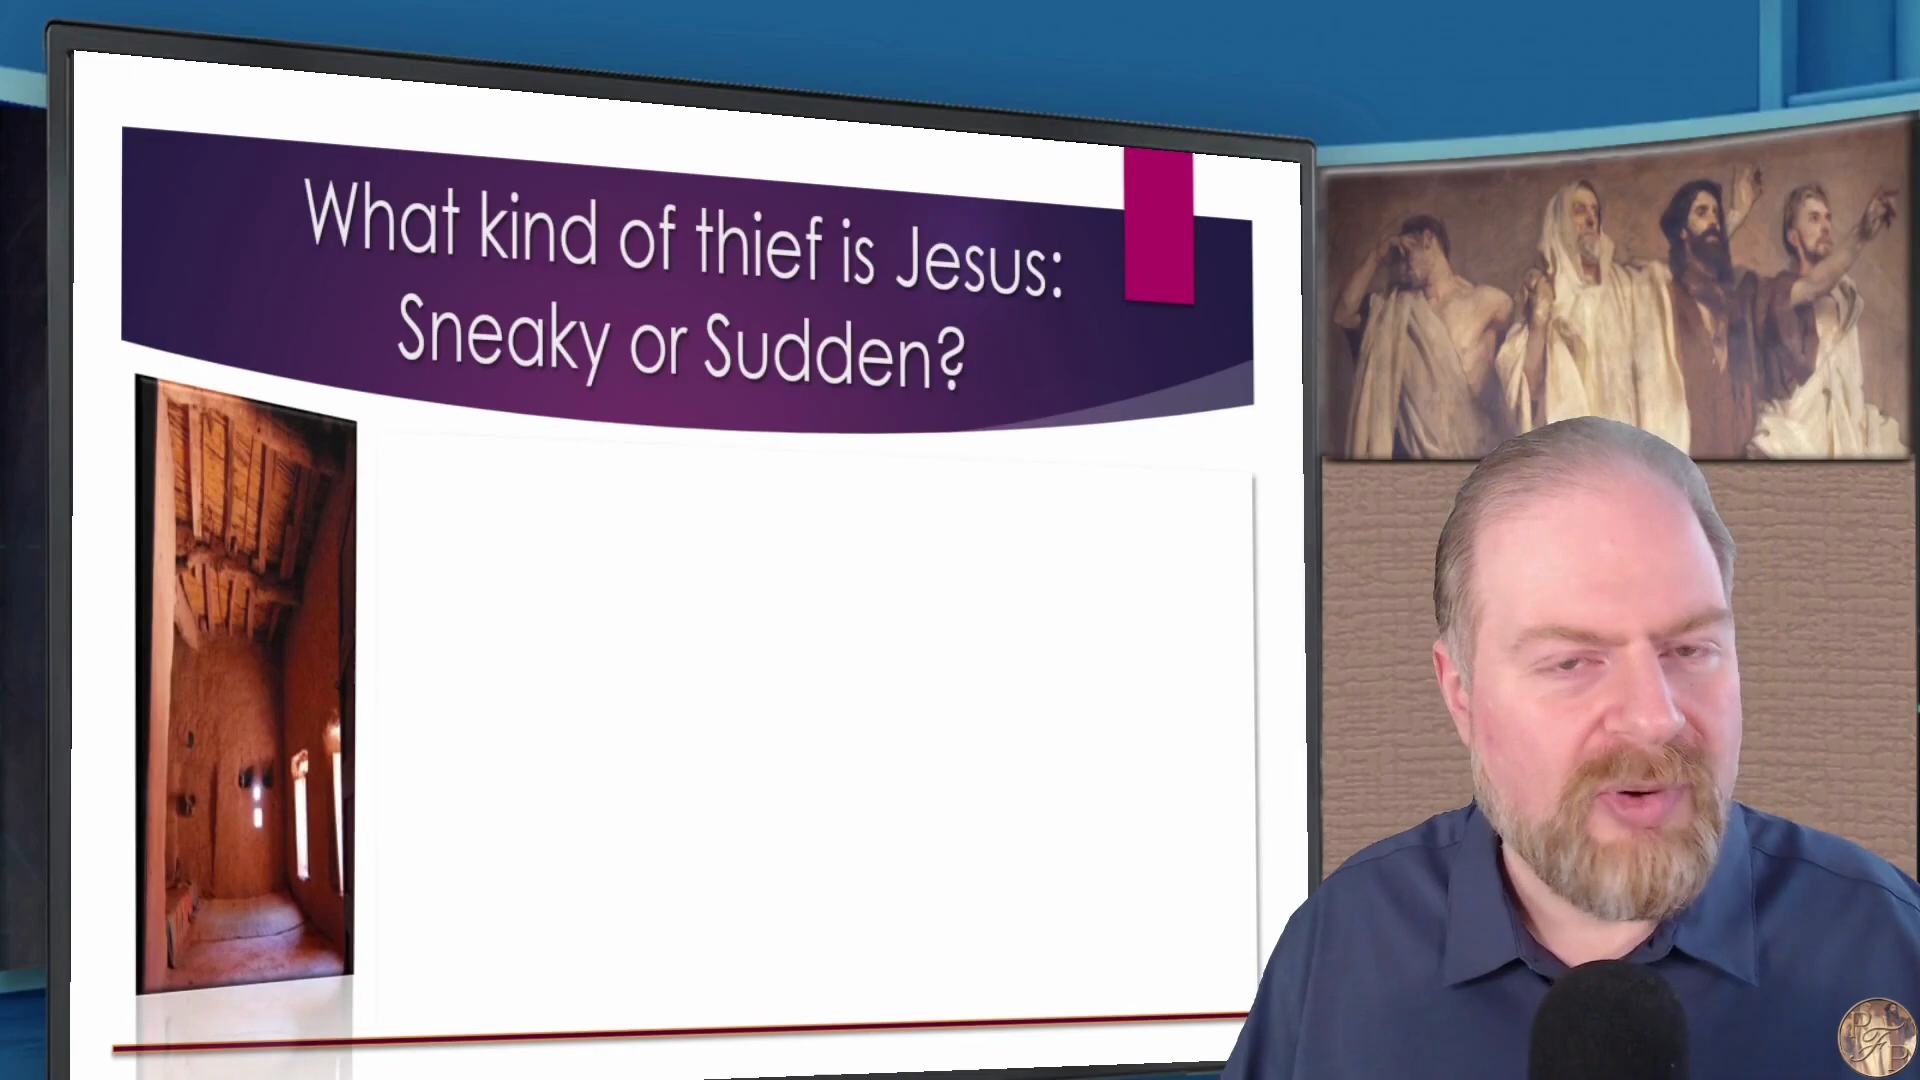 What kind of thief is Jesus:
Sneaky or Sudden?